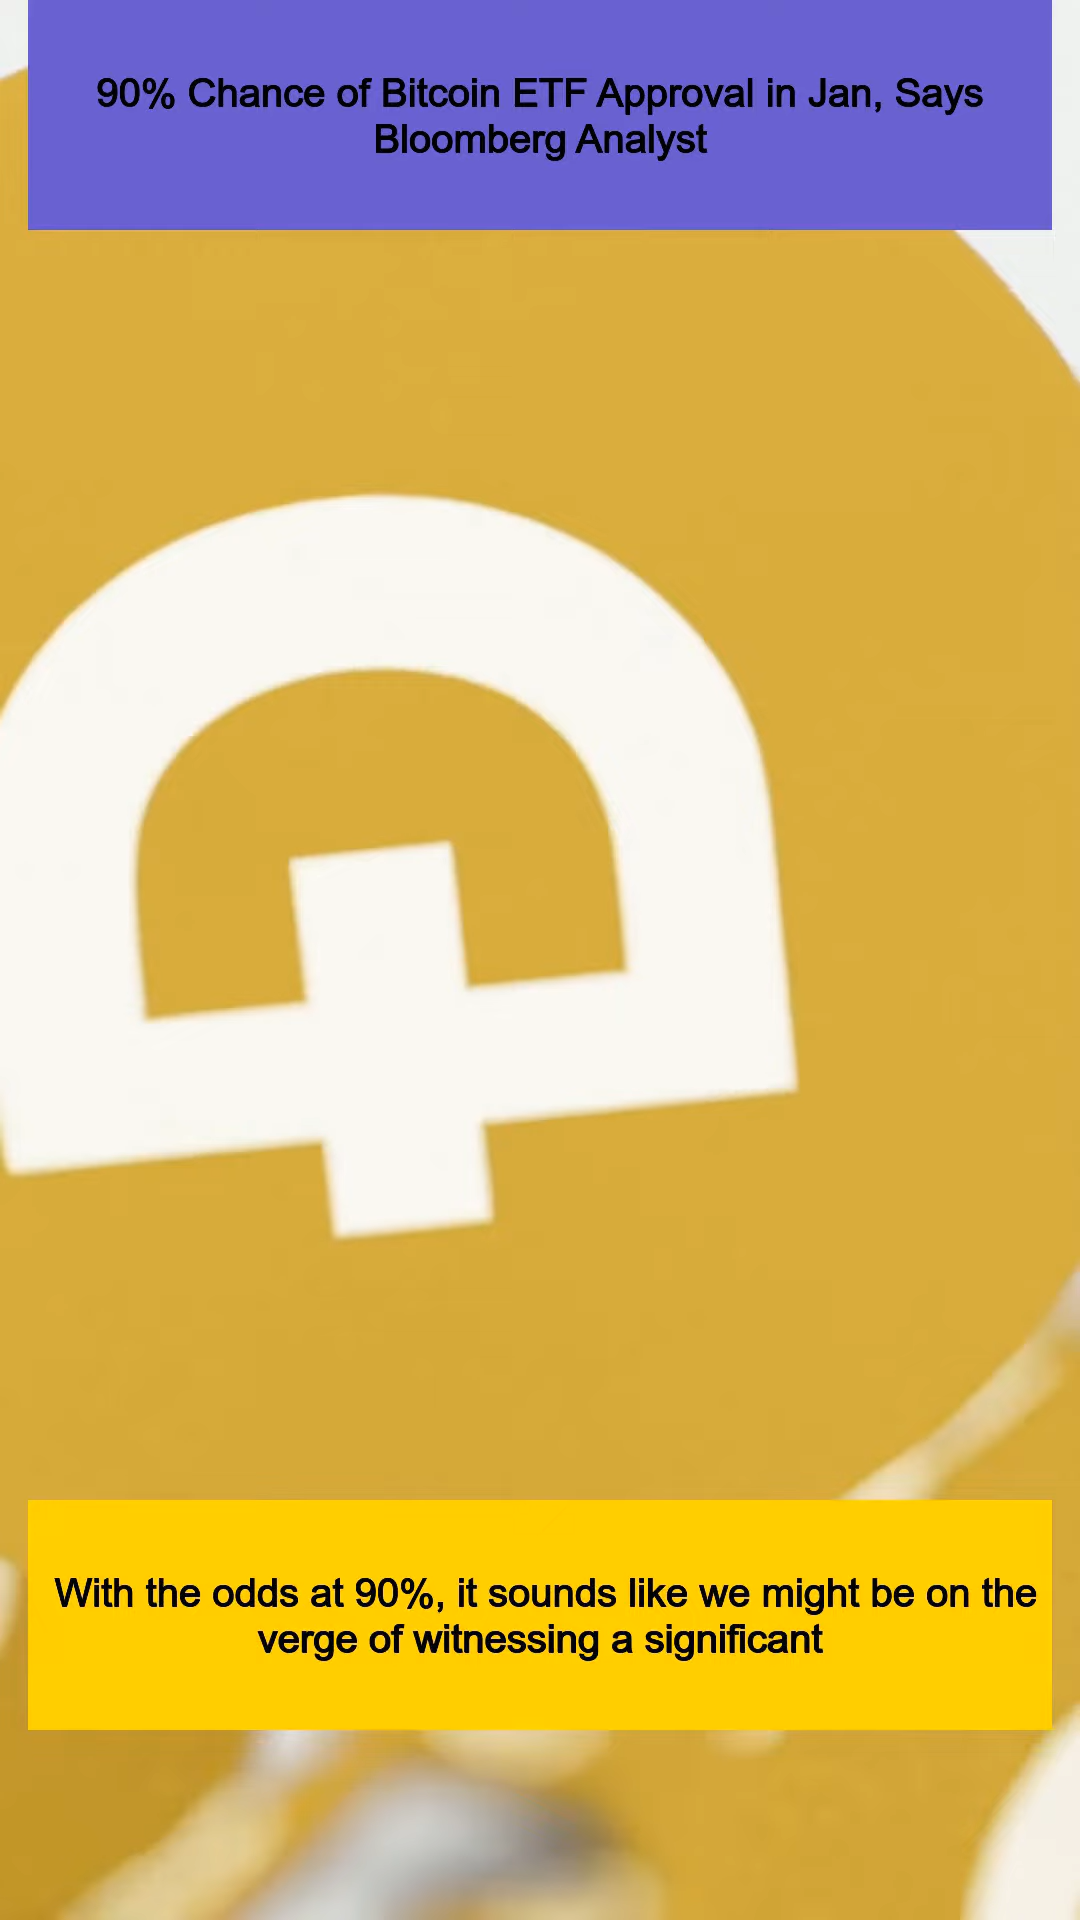 90% Chance of Bitcoin ETF Approval in Jan, Says
Bloomberg Analyst
With the odds at 90%, it sounds like we might be on the
verge of witnessing a significant